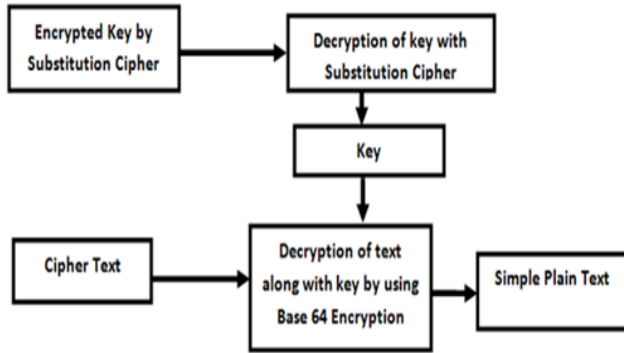 Encrypted Key by
Substitution Cipher
Decryption of key with
Substitution Cipher
Key
Cipher Text
Decryption of text
along with key by using
Base 64 Encryption
Simple Plain Text